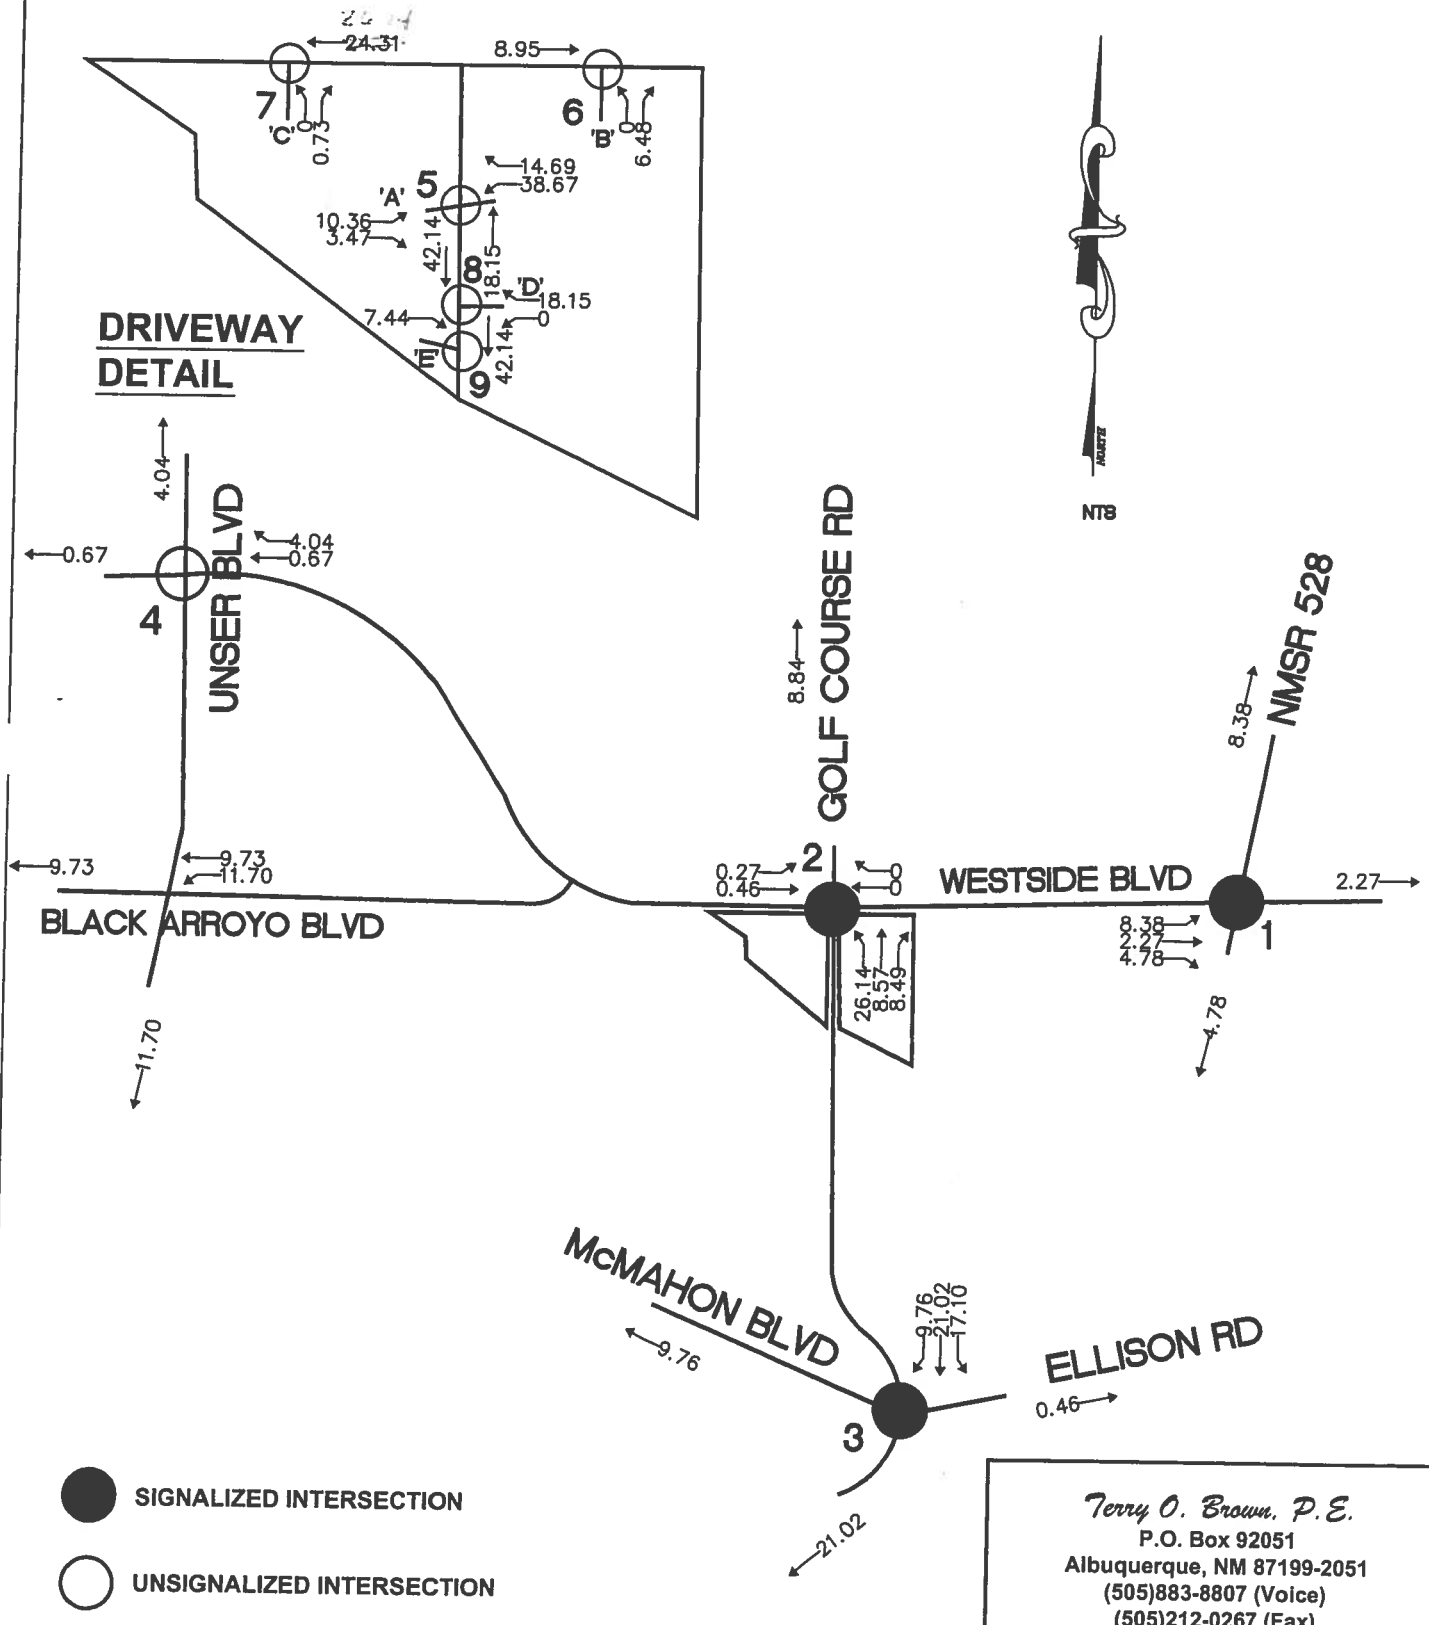 24.31
8.95
7
'C'
0
0.73
6
'B'
0
6.48
14.69
38.67
'A'
5
10.36
3.47
42.14
18.15
8
'D'
18.15
7.44
0
'E'
42.14
9
DRIVEWAY
DETAIL
NORTH
NTS
4.04
UNSER BLVD
4.04
0.67
0.67
4
GOLF COURSE RD
8.84
NMSR 528
8.38
9.73
9.73
11.70
BLACK ARROYO BLVD
11.70
2
0.27
0.46
0
0
WESTSIDE BLVD
2.27
8.38
2.27
4.78
1
26.14
8.57
8.49
4.78
McMAHON BLVD
9.76
9.76
21.02
17.10
ELLISON RD
0.46
3
21.02
SIGNALIZED INTERSECTION
UNSIGNALIZED INTERSECTION
Terry O. Brown, P.E.
P.O. Box 92051
Albuquerque, NM 87199-2051
(505)883-8807 (Voice)
(505)212-0267 (Fax)